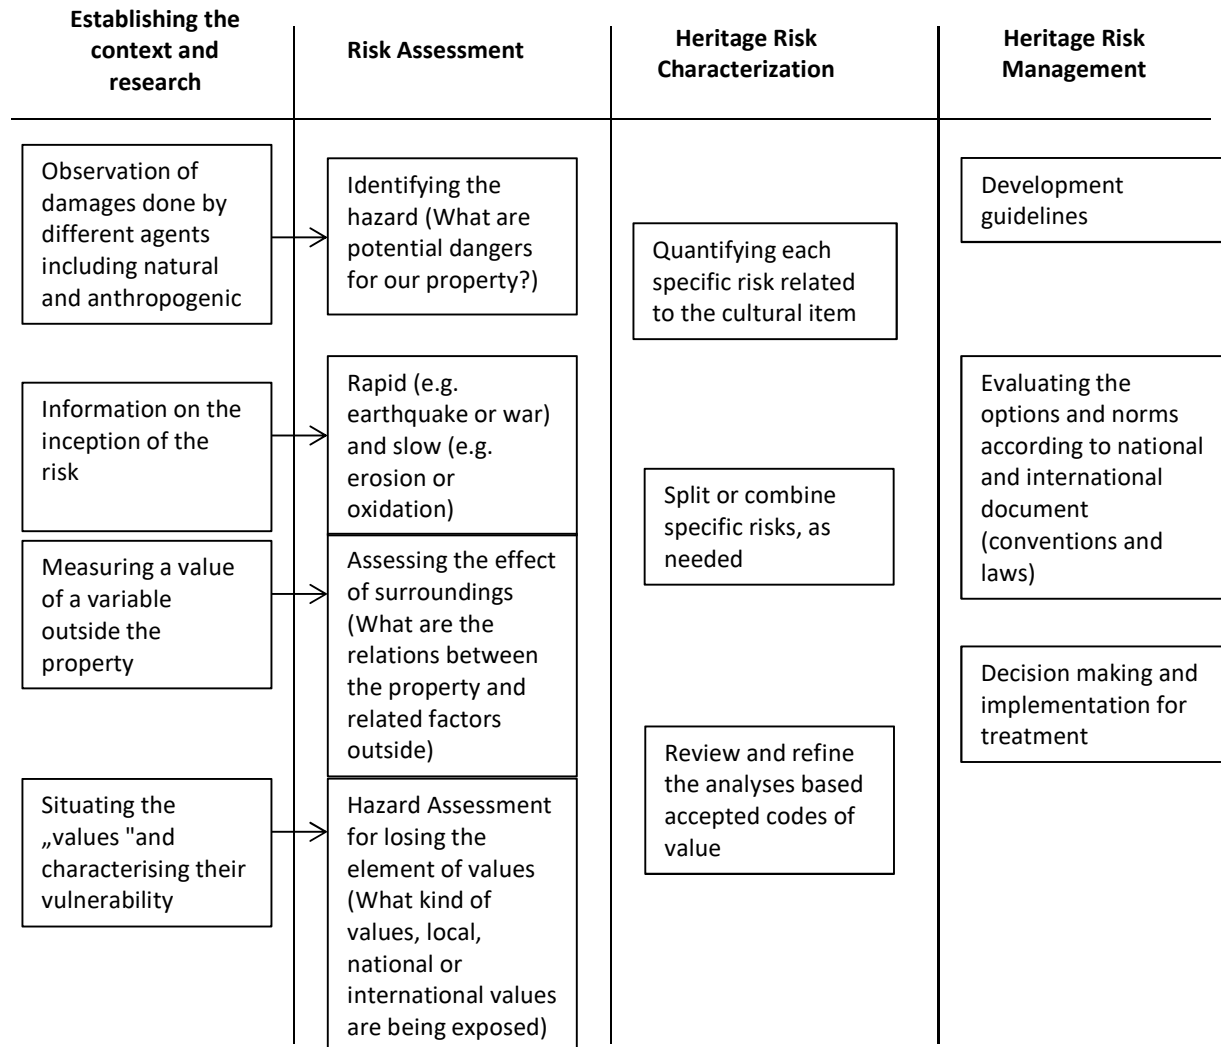 Establishing the
context and
research
Risk Assessment
Heritage Risk
Characterization
Heritage Risk
Management
Observation of
damages done by
different agents
including natural
and anthropogenic
Information on the
inception of the
risk
Measuring a value
of a variable
outside the
property
Situating the
„values "and
characterising their
vulnerability
Identifying the
hazard (What are
potential dangers
for our property?)
Rapid (e.g.
earthquake or war)
and slow (e.g.
erosion or
oxidation)
Assessing the effect
of surroundings
(What are the
relations between
the property and
related factors
outside)
Hazard Assessment
for losing the
element of values
(What kind of
values, local,
national or
international values
are being exposed)
Quantifying each
specific risk related
to the cultural item
Split or combine
specific risks, as
needed
Review and refine
the analyses based
accepted codes of
value
Development
guidelines
Evaluating the
options and norms
according to national
and international
document
(conventions and
laws)
Decision making and
implementation for
treatment